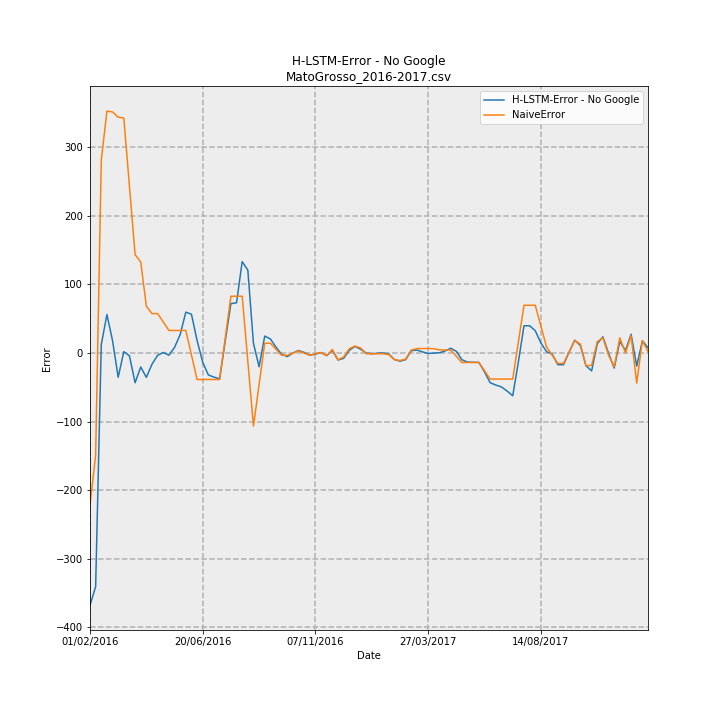 H-LSTM-Error - No Google
MatoGrosso_2016-2017.csv
H-LSTM-Error - No Google
NaiveError
300
200
100
0
−100
−200
−300
−400
Error
01/02/2016
20/06/2016
07/11/2016
27/03/2017
14/08/2017
Date